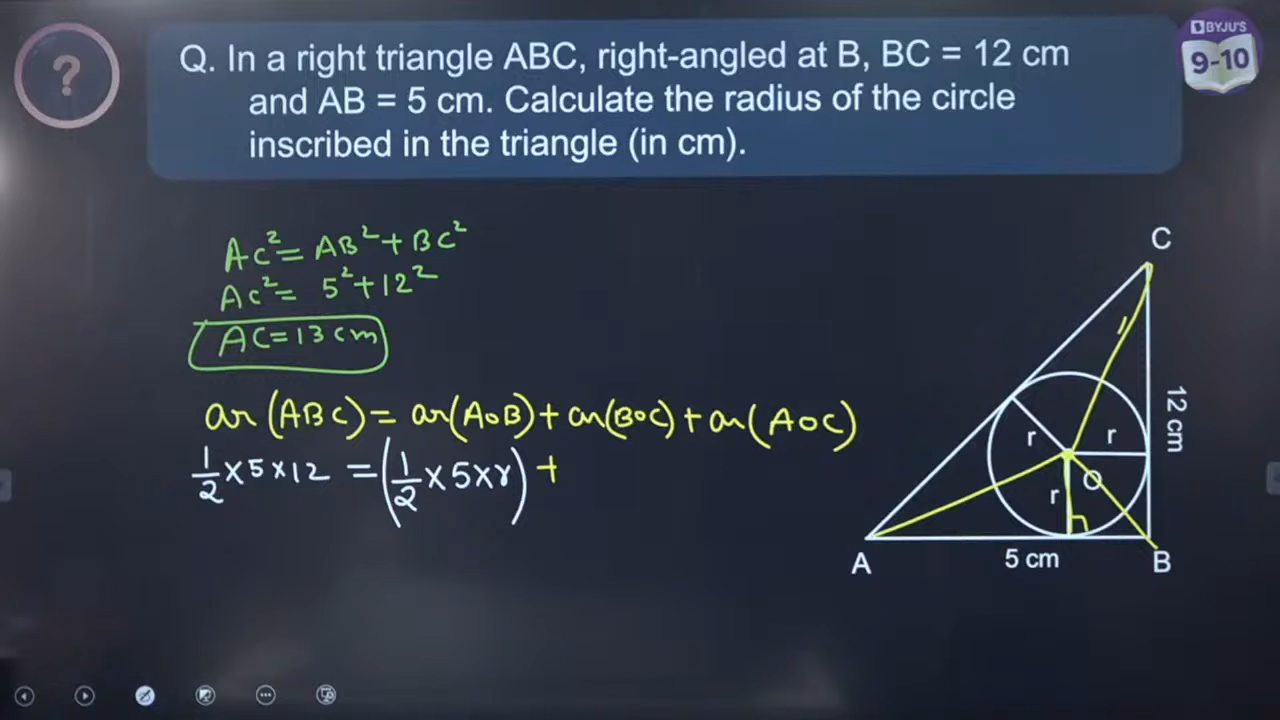 Q. In a right triangle ABC, right-angled at B, BC = 12 cm
and AB = 5 cm. Calculate the radius of the circle
inscribed in the triangle (in cm).
BYJU'S
9-10
?
AC² = AB² + BC²
AC² = 5² + 12²
AC = 13 cm
ar (ABC) = ar(AOB) + ar(BOC) + ar(AOC)
1/2 × 5 × 12 = (1/2 × 5 × r) +
C
12 cm
r
r
r
O
A
5 cm
B